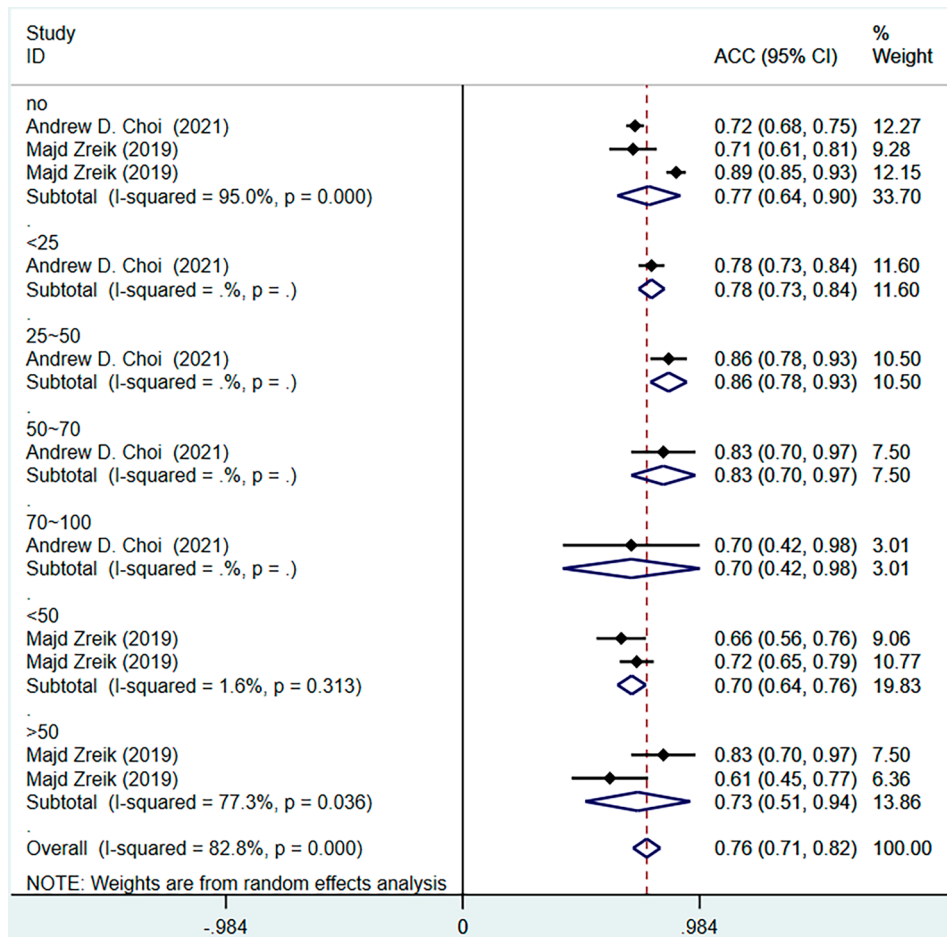 Study %
ID ACC (95% CI) Weight
no
Andrew D. Choi (2021) 0.72 (0.68, 0.75) 12.27
Majd Zreik (2019) 0.71 (0.61, 0.81) 9.28
Majd Zreik (2019) 0.89 (0.85, 0.93) 12.15
Subtotal (I-squared = 95.0%, p = 0.000) 0.77 (0.64, 0.90) 33.70
.
<25
Andrew D. Choi (2021) 0.78 (0.73, 0.84) 11.60
Subtotal (I-squared = .%, p = .) 0.78 (0.73, 0.84) 11.60
.
25~50
Andrew D. Choi (2021) 0.86 (0.78, 0.93) 10.50
Subtotal (I-squared = .%, p = .) 0.86 (0.78, 0.93) 10.50
.
50~70
Andrew D. Choi (2021) 0.83 (0.70, 0.97) 7.50
Subtotal (I-squared = .%, p = .) 0.83 (0.70, 0.97) 7.50
.
70~100
Andrew D. Choi (2021) 0.70 (0.42, 0.98) 3.01
Subtotal (I-squared = .%, p = .) 0.70 (0.42, 0.98) 3.01
.
<50
Majd Zreik (2019) 0.66 (0.56, 0.76) 9.06
Majd Zreik (2019) 0.72 (0.65, 0.79) 10.77
Subtotal (I-squared = 1.6%, p = 0.313) 0.70 (0.64, 0.76) 19.83
.
>50
Majd Zreik (2019) 0.83 (0.70, 0.97) 7.50
Majd Zreik (2019) 0.61 (0.45, 0.77) 6.36
Subtotal (I-squared = 77.3%, p = 0.036) 0.73 (0.51, 0.94) 13.86
.
Overall (I-squared = 82.8%, p = 0.000) 0.76 (0.71, 0.82) 100.00
NOTE: Weights are from random effects analysis
-.984 0 .984